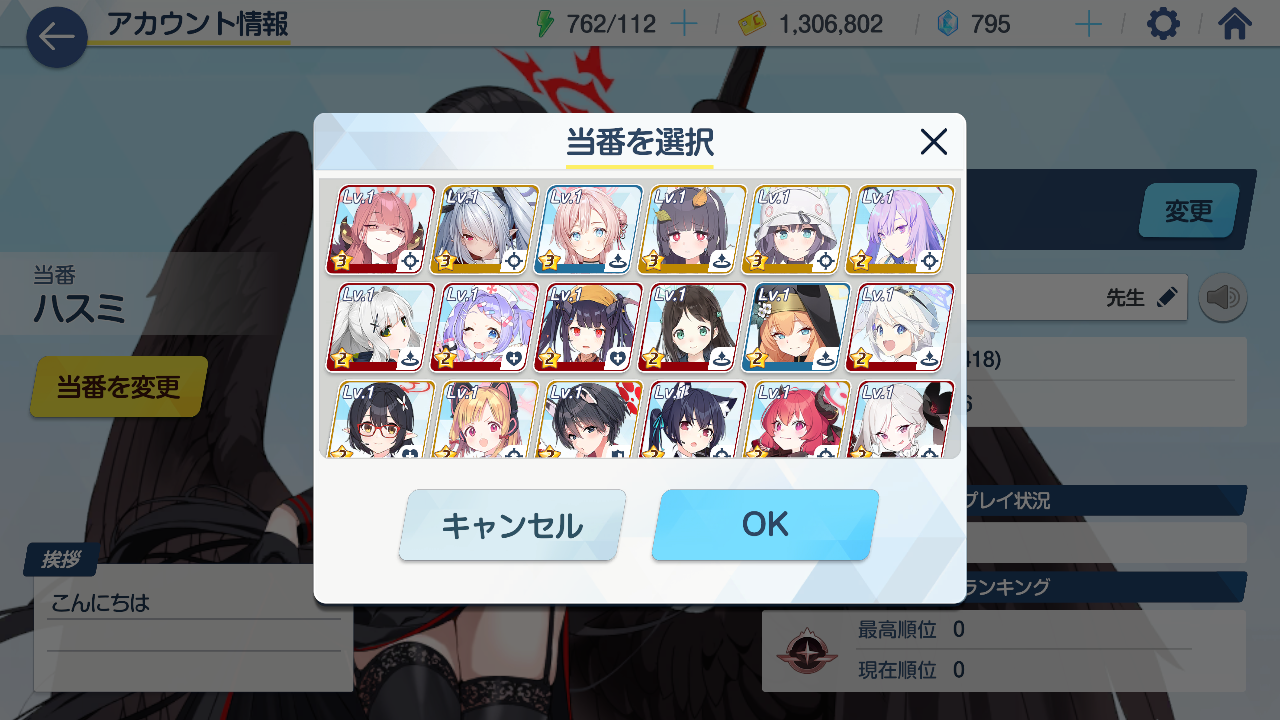 アカウント情報
762/112
1,306,802
795
当番を選択
Lv.1 Lv.1 Lv.1 Lv.1 Lv.1 Lv.1
3 3 3 3 3 2
Lv.1 Lv.1 Lv.1 Lv.1 Lv.1 Lv.1
2 2 2 2 2 2
Lv.1 Lv.1 Lv.1 Lv.1 Lv.1 Lv.1
変更
当番
ハスミ
先生
当番を変更
418)
6
キャンセル
OK
プレイ状況
挨拶
こんにちは
ランキング
最高順位 0
現在順位 0